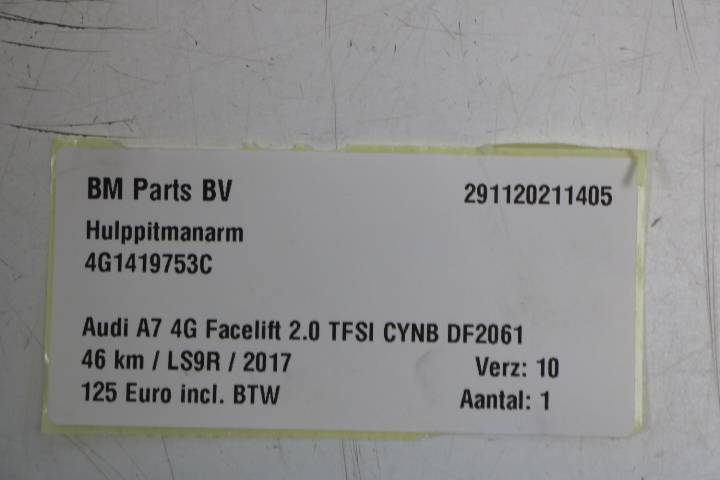 BM Parts BV 291120211405
Hulppitmanarm
4G1419753C
Audi A7 4G Facelift 2.0 TFSI CYNB DF2061
46 km / LS9R / 2017 Verz: 10
125 Euro incl. BTW Aantal: 1